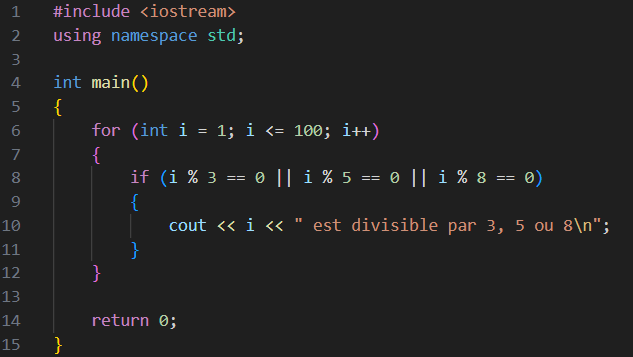 1 #include <iostream>
2 using namespace std;
3
4 int main()
5 {
6     for (int i = 1; i <= 100; i++)
7     {
8         if (i % 3 == 0 || i % 5 == 0 || i % 8 == 0)
9         {
10             cout << i << " est divisible par 3, 5 ou 8\n";
11         }
12     }
13
14     return 0;
15 }